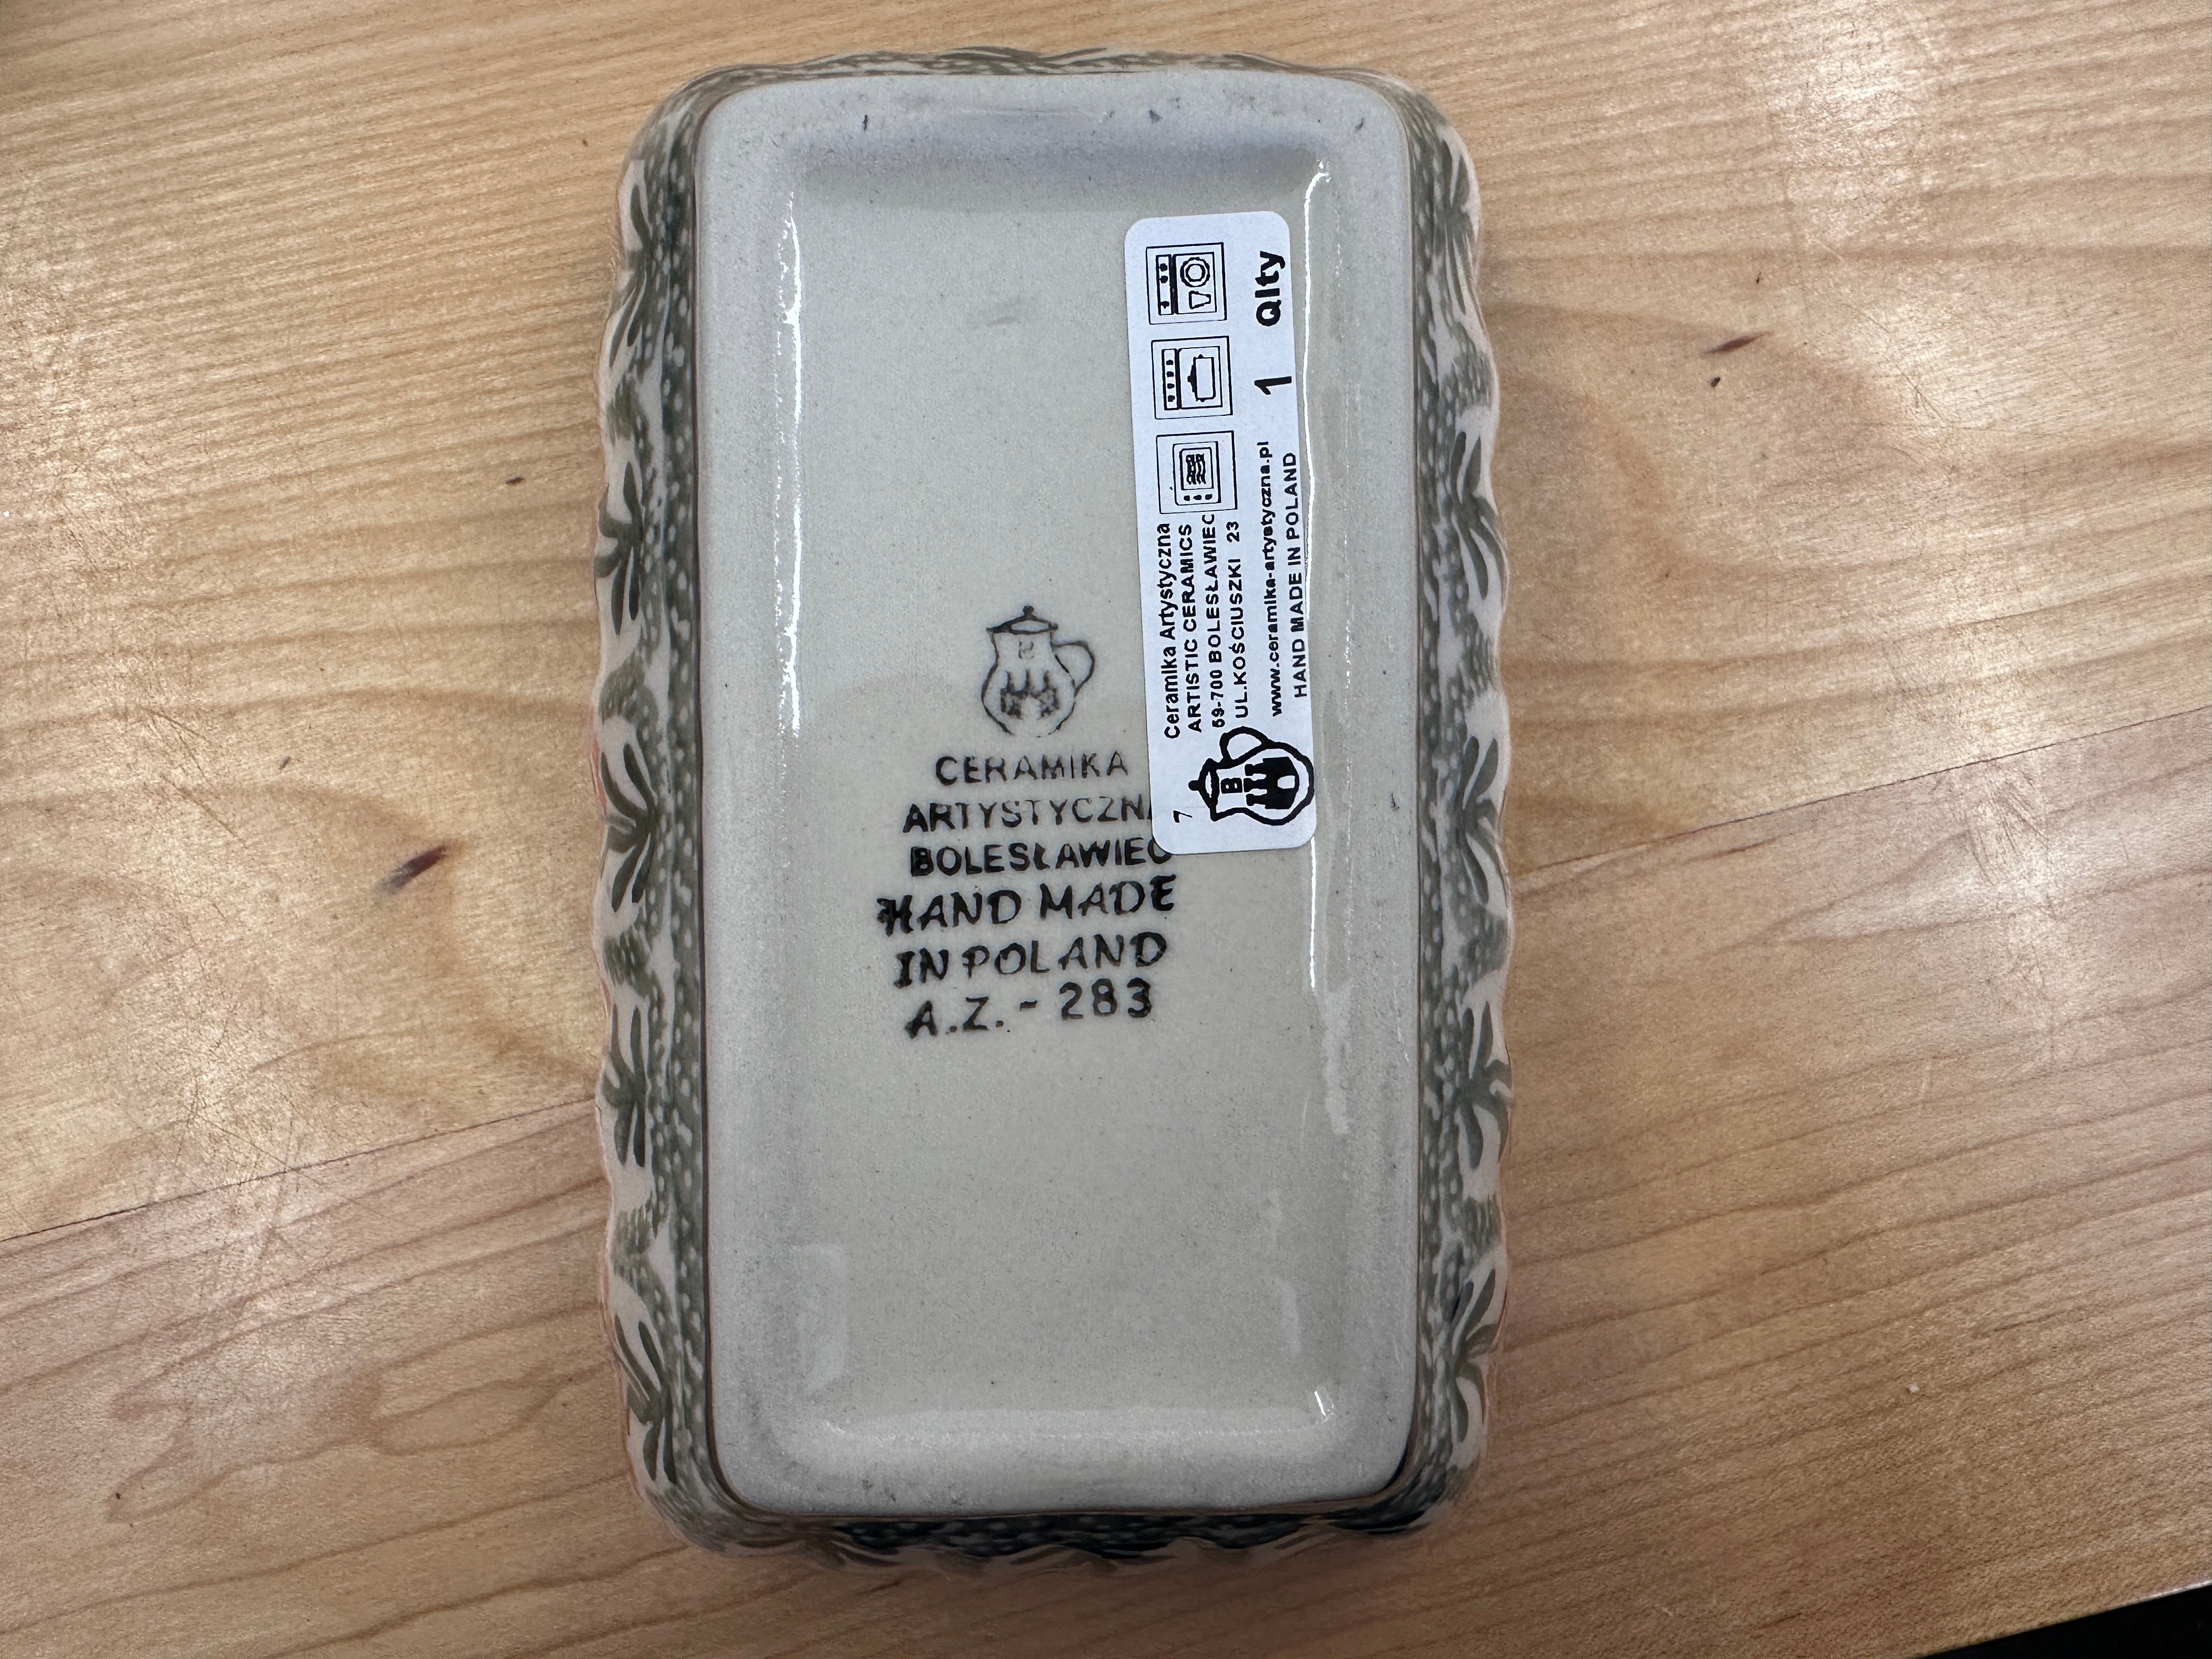 CERAMIKA
ARTYSTYCZNA
BOLESŁAWIEC
HAND MADE
IN POLAND
A.Z. - 283
7
B
Ceramika Artystyczna
ARTISTIC CERAMICS
59-700 BOLESŁAWIEC
UL.KOŚCIUSZKI 23
www.ceramika-artystyczna.pl
HAND MADE IN POLAND
1 Qlty